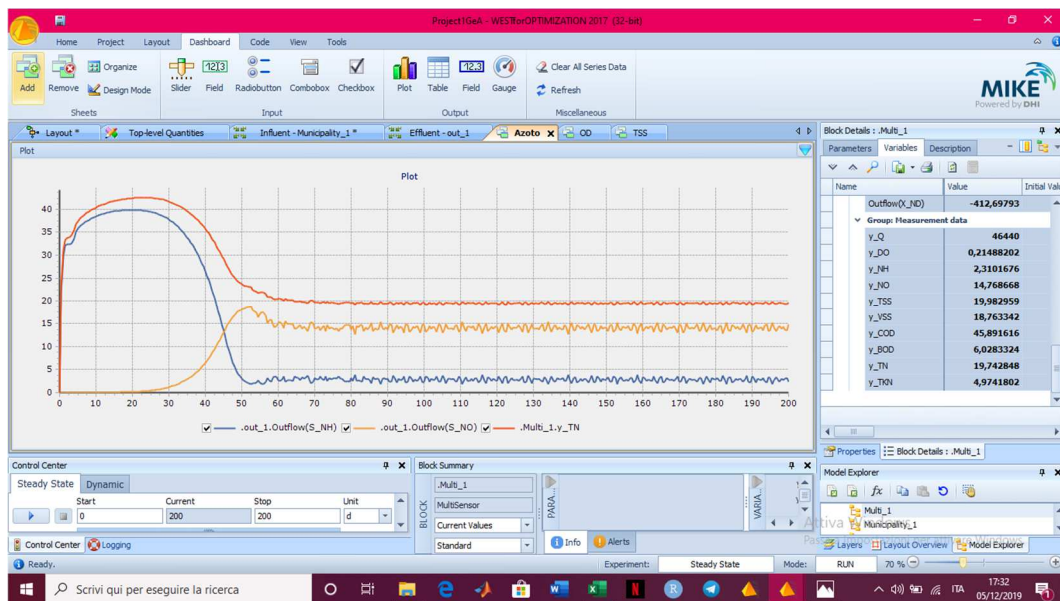 Project1GeA - WESTforOPTIMIZATION 2017 (32-bit)
Home Project Layout Dashboard Code View Tools
Add Remove Organize Design Mode Slider Field Radiobutton Combobox Checkbox Plot Table Field Gauge Clear All Series Data Refresh
Sheets Input Output Miscellaneous
MIKE
Powered by DHI
Layout * Top-level Quantities Influent - Municipality_1 * Effluent - out_1 Azoto x OD TSS
Plot
Plot
40
35
30
25
20
15
10
5
0
0 10 20 30 40 50 60 70 80 90 100 110 120 130 140 150 160 170 180 190 200
.out_1.Outflow(S_NH) .out_1.Outflow(S_NO) .Multi_1.y_TN
Block Details : .Multi_1
Parameters Variables Description
Name Value Initial Valu
Outflow(X_ND) -412,69793
Group: Measurement data
y_Q 46440
y_DO 0,21488202
y_NH 2,3101676
y_NO 14,768668
y_TSS 19,982959
y_VSS 18,763342
y_COD 45,891616
y_BOD 6,0283324
y_TN 19,742848
y_TKN 4,9741802
Properties Block Details : .Multi_1
Control Center
Steady State Dynamic
Start Current Stop Unit
0 200 200 d
Control Center Logging
Block Summary
BLOCK
.Multi_1
MultiSensor
Current Values
Standard
PARA...
VARIA...
Info Alerts
Model Explorer
Multi_1
Municipality_1
Layers Layout Overview Model Explorer
Ready. Experiment: Steady State Mode: RUN 70 %
Scrivi qui per eseguire la ricerca
ITA
17:32
05/12/2019